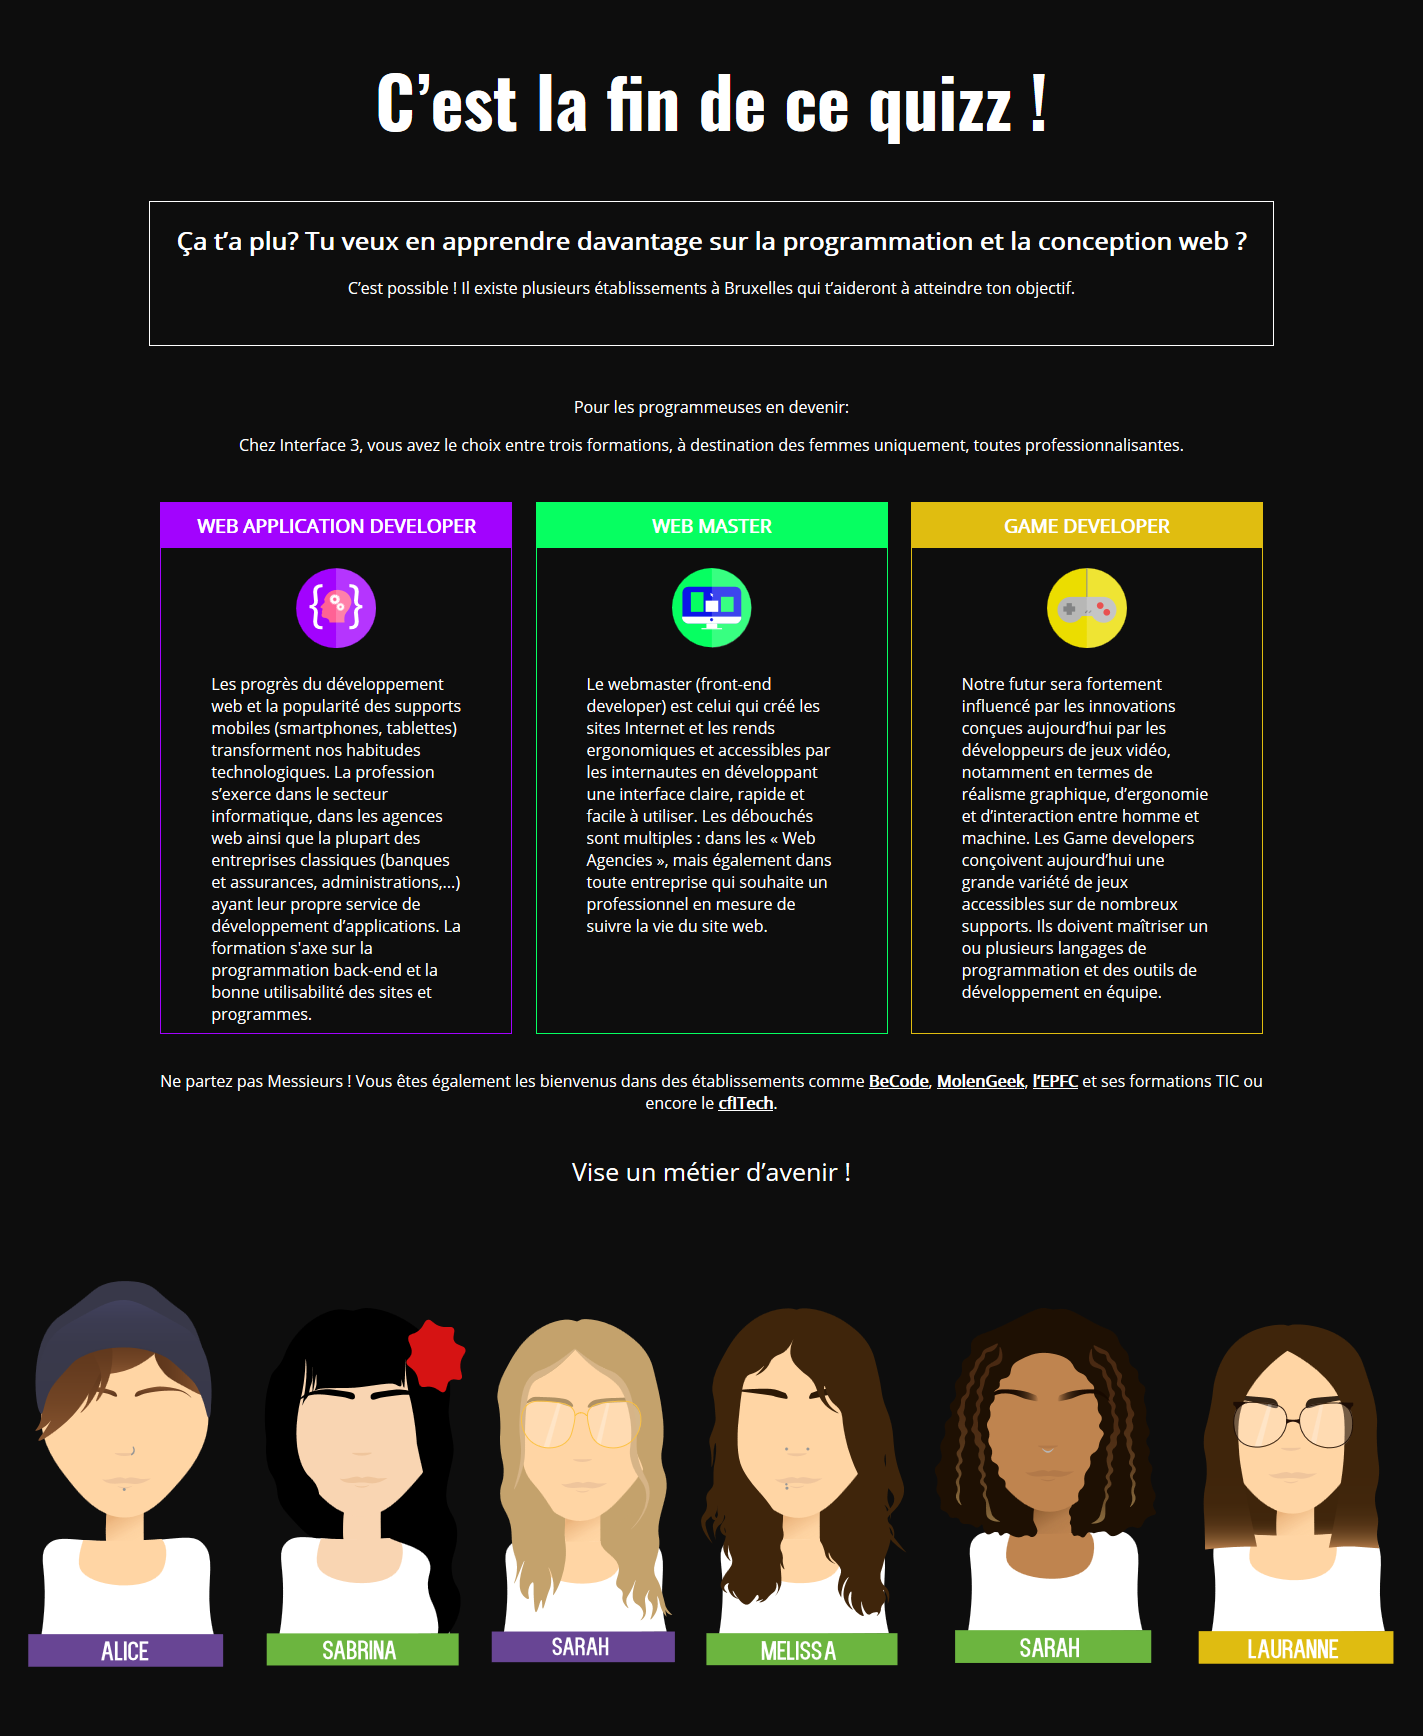 C’est la fin de ce quizz !
Ça t’a plu? Tu veux en apprendre davantage sur la programmation et la conception web ?
C’est possible ! Il existe plusieurs établissements à Bruxelles qui t’aideront à atteindre ton objectif.
Pour les programmeuses en devenir:
Chez Interface 3, vous avez le choix entre trois formations, à destination des femmes uniquement, toutes professionnalisantes.
WEB APPLICATION DEVELOPER
Les progrès du développement
web et la popularité des supports
mobiles (smartphones, tablettes)
transforment nos habitudes
technologiques. La profession
s’exerce dans le secteur
informatique, dans les agences
web ainsi que la plupart des
entreprises classiques (banques
et assurances, administrations,...)
ayant leur propre service de
développement d’applications. La
formation s'axe sur la
programmation back-end et la
bonne utilisabilité des sites et
programmes.
WEB MASTER
Le webmaster (front-end
developer) est celui qui créé les
sites Internet et les rends
ergonomiques et accessibles par
les internautes en développant
une interface claire, rapide et
facile à utiliser. Les débouchés
sont multiples : dans les « Web
Agencies », mais également dans
toute entreprise qui souhaite un
professionnel en mesure de
suivre la vie du site web.
GAME DEVELOPER
Notre futur sera fortement
influencé par les innovations
conçues aujourd’hui par les
développeurs de jeux vidéo,
notamment en termes de
réalisme graphique, d’ergonomie
et d’interaction entre homme et
machine. Les Game developers
conçoivent aujourd’hui une
grande variété de jeux
accessibles sur de nombreux
supports. Ils doivent maîtriser un
ou plusieurs langages de
programmation et des outils de
développement en équipe.
Ne partez pas Messieurs ! Vous êtes également les bienvenus dans des établissements comme BeCode, MolenGeek, l’EPFC et ses formations TIC ou
encore le cfITech.
Vise un métier d’avenir !
ALICE
SABRINA
SARAH
MELISSA
SARAH
LAURANNE